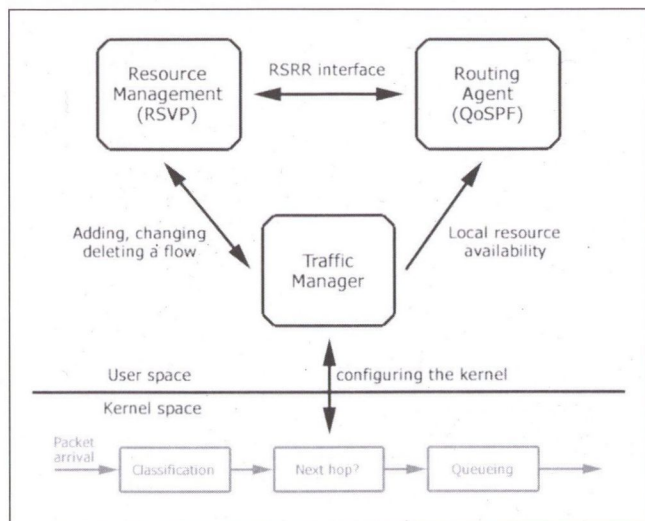 Resource
Management
(RSVP)
RSRR interface
Routing
Agent
(QoSPF)
Adding, changing
deleting a flow
Traffic
Manager
Local resource
availability
User space
configuring the kernel
Kernel space
Packet
arrival
Classification
Next hop?
Queueing